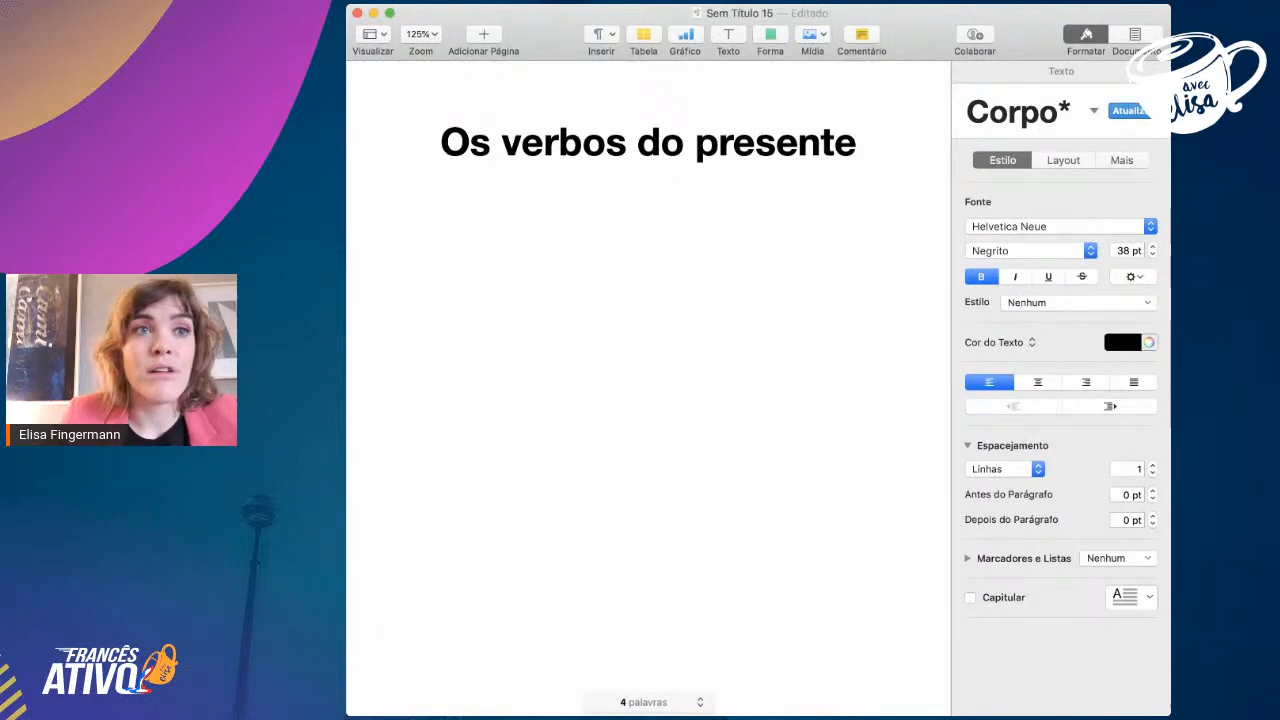 Sem Título 15 — Editado
125%
Visualizar
Zoom
Adicionar Página
Inserir
Tabela
Gráfico
Texto
Forma
Mídia
Comentário
Colaborar
Formatar
avec
elisa
Texto
Corpo*
Os verbos do presente
Estilo
Layout
Mais
Fonte
Helvetica Neue
Negrito
38 pt
B
I
U
S
Estilo
Nenhum
Cor do Texto
Espacejamento
Linhas
1
Antes do Parágrafo
0 pt
Depois do Parágrafo
0 pt
Marcadores e Listas
Nenhum
Capitular
A
Elisa Fingermann
FRANCÊS
ATIVO
4 palavras